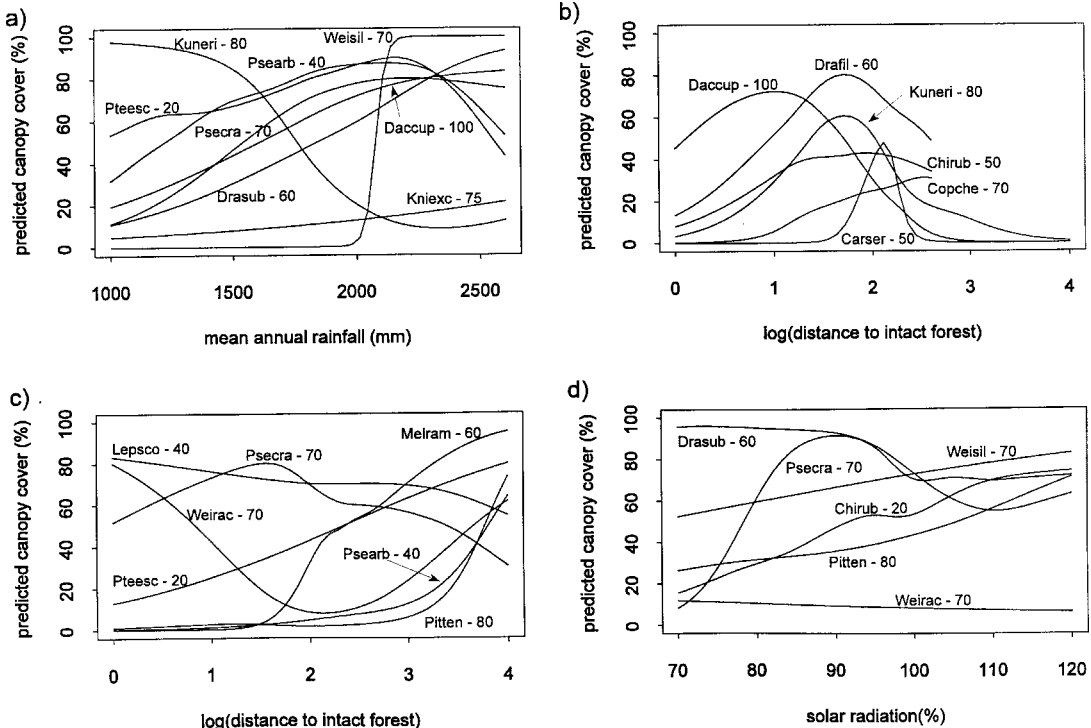 a)
predicted canopy cover (%)
100
80
60
40
20
0
Kuneri - 80
Weisil - 70
Psearb - 40
Pteesc - 20
Psecra - 70
Daccup - 100
Drasub - 60
Kniexc - 75
1000 1500 2000 2500
mean annual rainfall (mm)
b)
predicted canopy cover (%)
100
80
60
40
20
0
Drafil - 60
Daccup - 100
Kuneri - 80
Chirub - 50
Copche - 70
Carser - 50
0 1 2 3 4
log(distance to intact forest)
c)
predicted canopy cover (%)
100
80
60
40
20
0
Melram - 60
Lepsco - 40
Psecra - 70
Weirac - 70
Psearb - 40
Pteesc - 20
Pitten - 80
0 1 2 3 4
log(distance to intact forest)
d)
predicted canopy cover (%)
100
80
60
40
20
0
Drasub - 60
Weisil - 70
Psecra - 70
Chirub - 20
Pitten - 80
Weirac - 70
70 80 90 100 110 120
solar radiation(%)